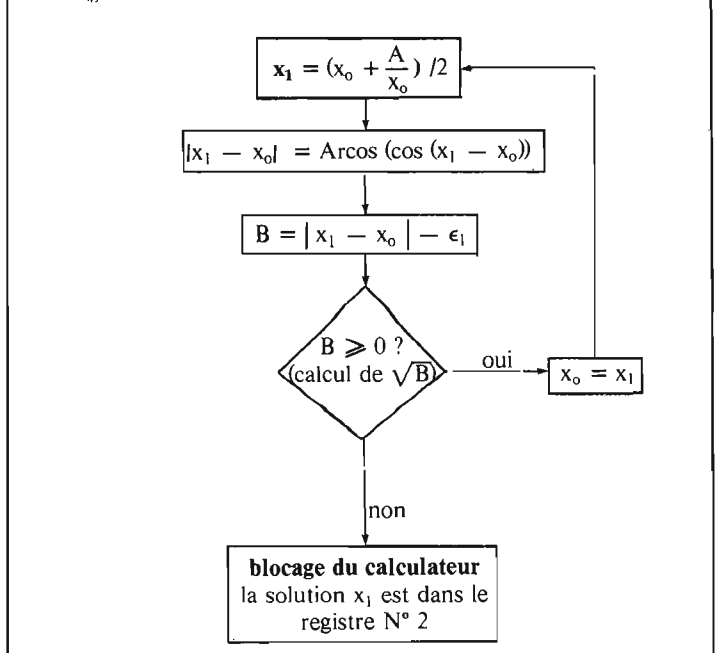 x₁ = (x₀ + A/x₀) /2
|x₁ − x₀| = Arcos (cos (x₁ − x₀))
B = | x₁ − x₀ | − ϵ₁
B ⩾ 0 ?
(calcul de √B)
oui
x₀ = x₁
non
blocage du calculateur
la solution x₁ est dans le
registre N° 2